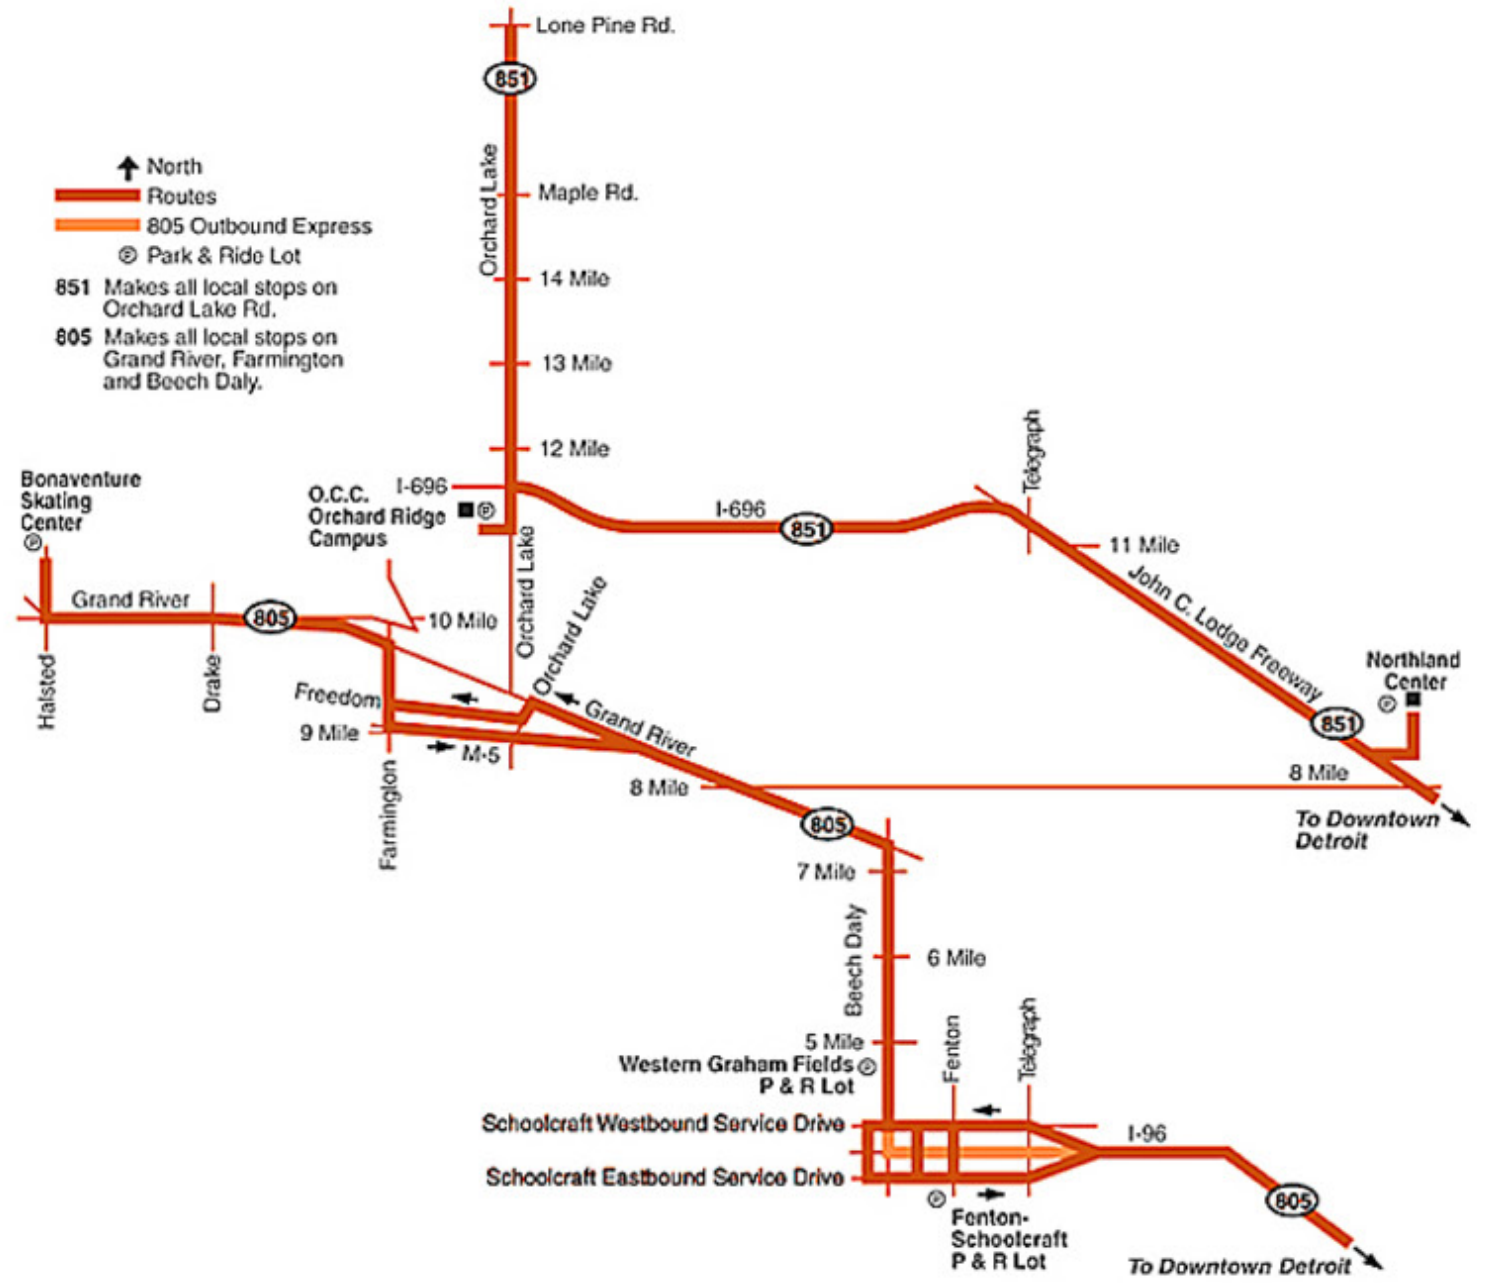 Lone Pine Rd.
851
Orchard Lake
North
Routes
805 Outbound Express
P Park & Ride Lot
851 Makes all local stops on
Orchard Lake Rd.
805 Makes all local stops on
Grand River, Farmington
and Beech Daly.
Maple Rd.
14 Mile
13 Mile
12 Mile
Telegraph
Bonaventure
Skating
Center
P
I-696
O.C.C.
Orchard Ridge
Campus
P
I-696
851
11 Mile
John C. Lodge Freeway
Orchard Lake
Orchard Lake
Grand River
805
10 Mile
Halsted
Drake
Freedom
9 Mile
M-5
Grand River
Farmington
Northland
Center
P
851
8 Mile
8 Mile
To Downtown
Detroit
805
7 Mile
Beech Daly
6 Mile
5 Mile
Western Graham Fields P
P & R Lot
Fenton
Telegraph
Schoolcraft Westbound Service Drive
I-96
Schoolcraft Eastbound Service Drive
P
Fenton-
Schoolcraft
P & R Lot
805
To Downtown Detroit